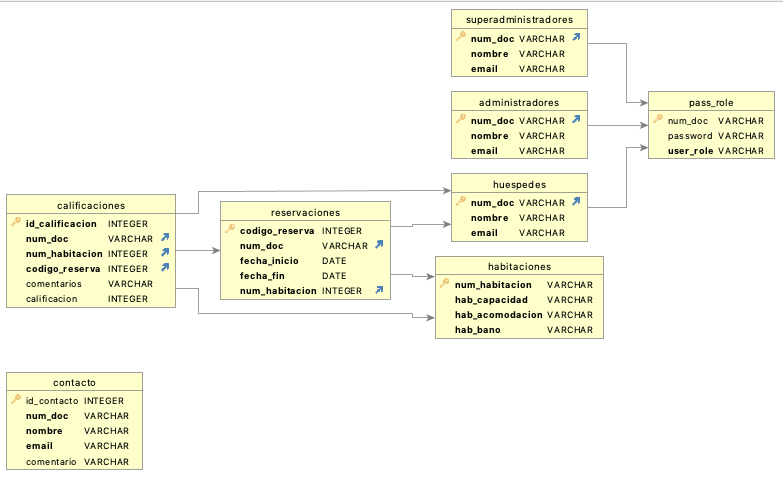 superadministradores
num_doc VARCHAR
nombre VARCHAR
email VARCHAR
administradores
num_doc VARCHAR
nombre VARCHAR
email VARCHAR
pass_role
num_doc VARCHAR
password VARCHAR
user_role VARCHAR
huespedes
num_doc VARCHAR
nombre VARCHAR
email VARCHAR
calificaciones
id_calificacion INTEGER
num_doc VARCHAR
num_habitacion INTEGER
codigo_reserva INTEGER
comentarios VARCHAR
calificacion INTEGER
reservaciones
codigo_reserva INTEGER
num_doc VARCHAR
fecha_inicio DATE
fecha_fin DATE
num_habitacion INTEGER
habitaciones
num_habitacion VARCHAR
hab_capacidad VARCHAR
hab_acomodacion VARCHAR
hab_bano VARCHAR
contacto
id_contacto INTEGER
num_doc VARCHAR
nombre VARCHAR
email VARCHAR
comentario VARCHAR